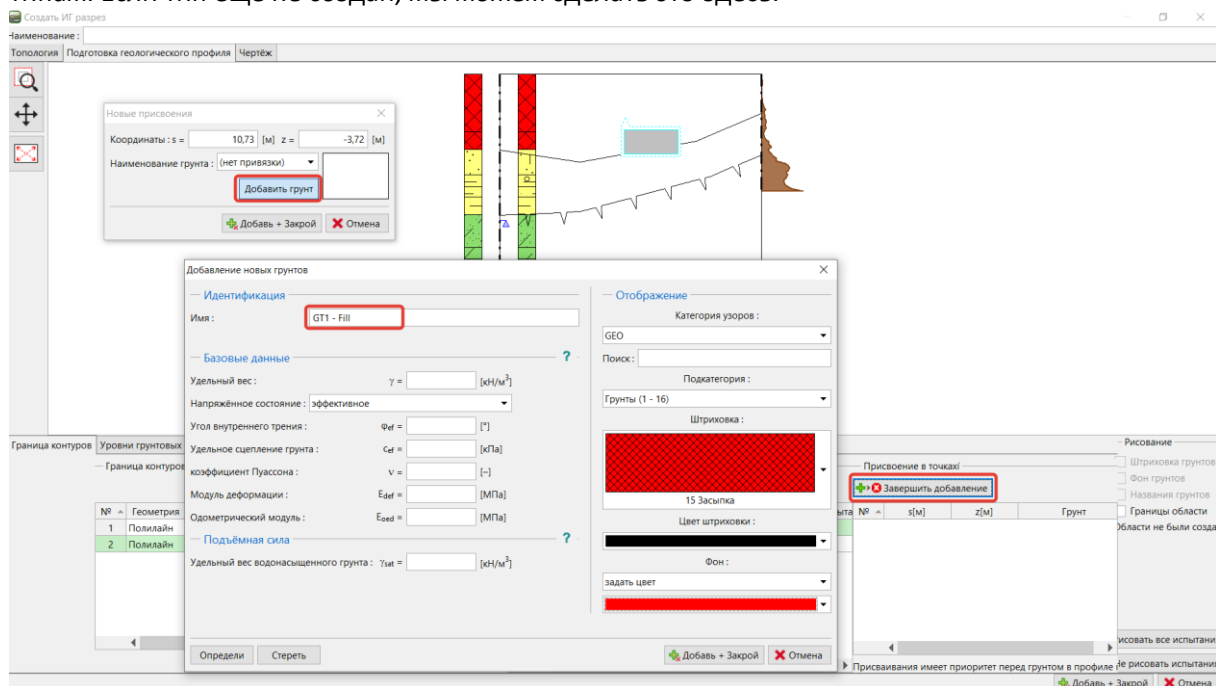 Создать ИГ разрез
Наименование :
Топология Подготовка геологического профиля Чертёж
Новые присвоения
Координаты : s = 10,73 [м] z = -3,72 [м]
Наименование грунта : (нет привязки)
Добавить грунт
Добавь + Закрой Отмена
Добавление новых грунтов
Идентификация
Имя : GT1 - Fill
Базовые данные ?
Удельный вес : γ = [кН/м³]
Напряжённое состояние : эффективное
Угол внутреннего трения : φef = [°]
Удельное сцепление грунта : cef = [кПа]
коэффициент Пуассона : ν = [–]
Модуль деформации : Edef = [МПа]
Одометрический модуль : Eoed = [МПа]
Подъёмная сила ?
Удельный вес водонасыщенного грунта : γsat = [кН/м³]
Определи Стереть
Отображение
Категория узоров :
GEO
Поиск :
Подкатегория :
Грунты (1 - 16)
Штриховка :
15 Засыпка
Цвет штриховки :
Фон :
задать цвет
Добавь + Закрой Отмена
Граница контуров Уровни грунтовых
Граница контуров
№ Геометрия
1 Полилайн
2 Полилайн
Присвоение в точках
Завершить добавление
№ s[м] z[м] Грунт
Присваивания имеет приоритет перед грунтом в профиле
Рисование
Штриховка грунтов
Фон грунтов
Названия грунтов
Границы области
Области не были созда
исовать все испытани
Не рисовать испытани
Добавь + Закрой Отмена